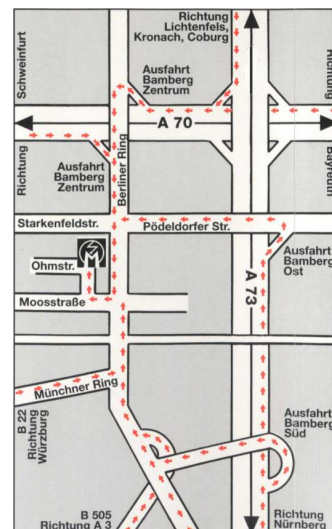 Richtung
Lichtenfels,
Kronach, Coburg
Schweinfurt
Richtung
Ausfahrt
Bamberg
Zentrum
Richtung
Bayreuth
A 70
Ausfahrt
Bamberg
Zentrum
Berliner Ring
Starkenfeldstr.
Pödeldorfer Str.
Ohmstr.
Moosstraße
A 73
Ausfahrt
Bamberg
Ost
Münchner Ring
B 22
Richtung
Würzburg
Ausfahrt
Bamberg
Süd
B 505
Richtung A 3
Richtung
Nürnberg